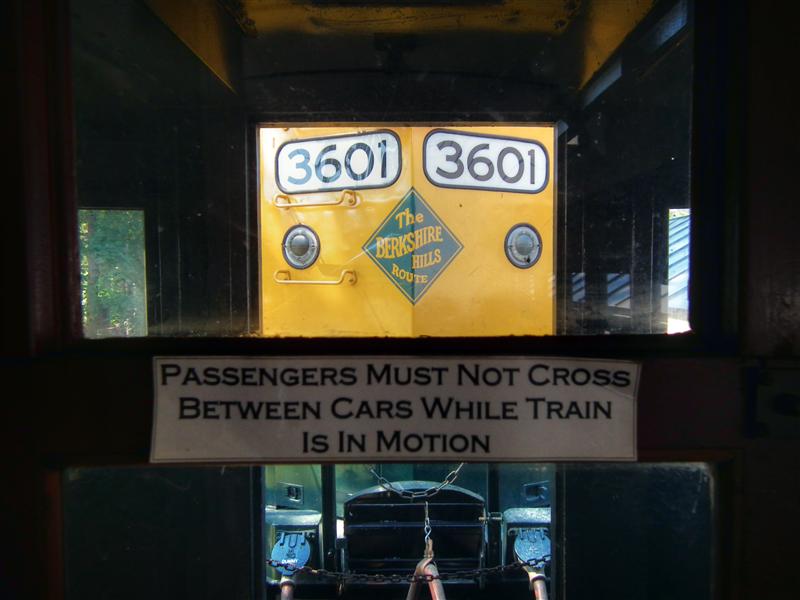 3601 3601
The
BERKSHIRE
HILLS
ROUTE
PASSENGERS MUST NOT CROSS
BETWEEN CARS WHILE TRAIN
IS IN MOTION